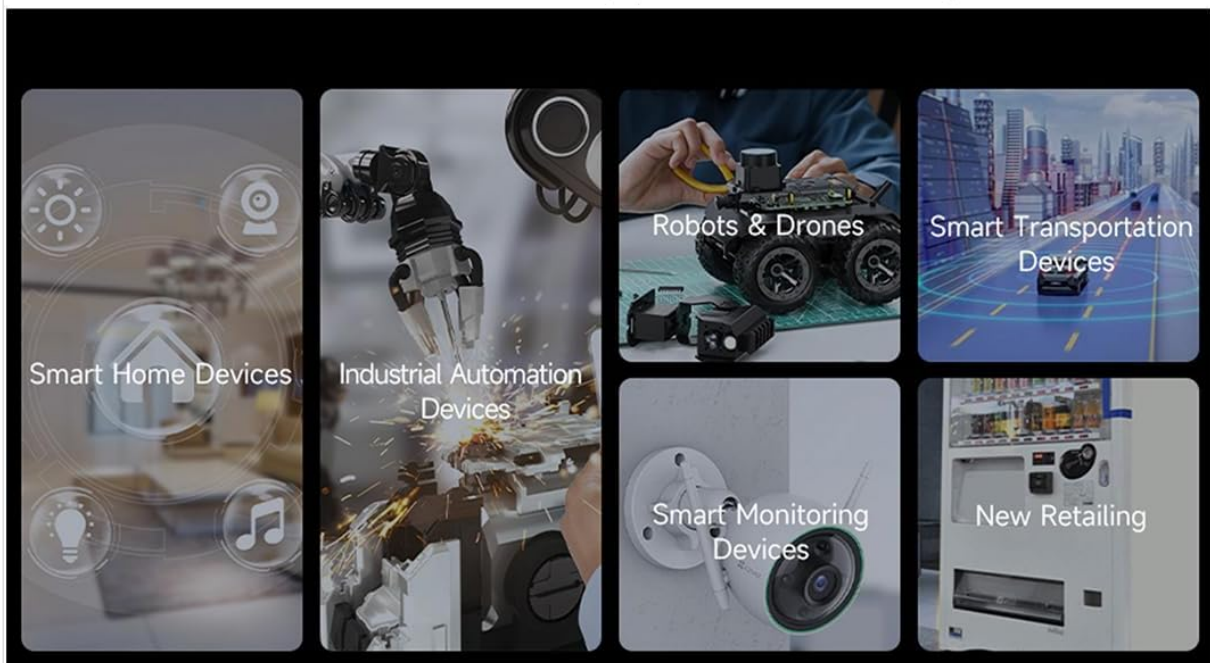 Smart Home Devices
Industrial Automation
Devices
Robots & Drones
Smart Transportation
Devices
Smart Monitoring
Devices
New Retailing